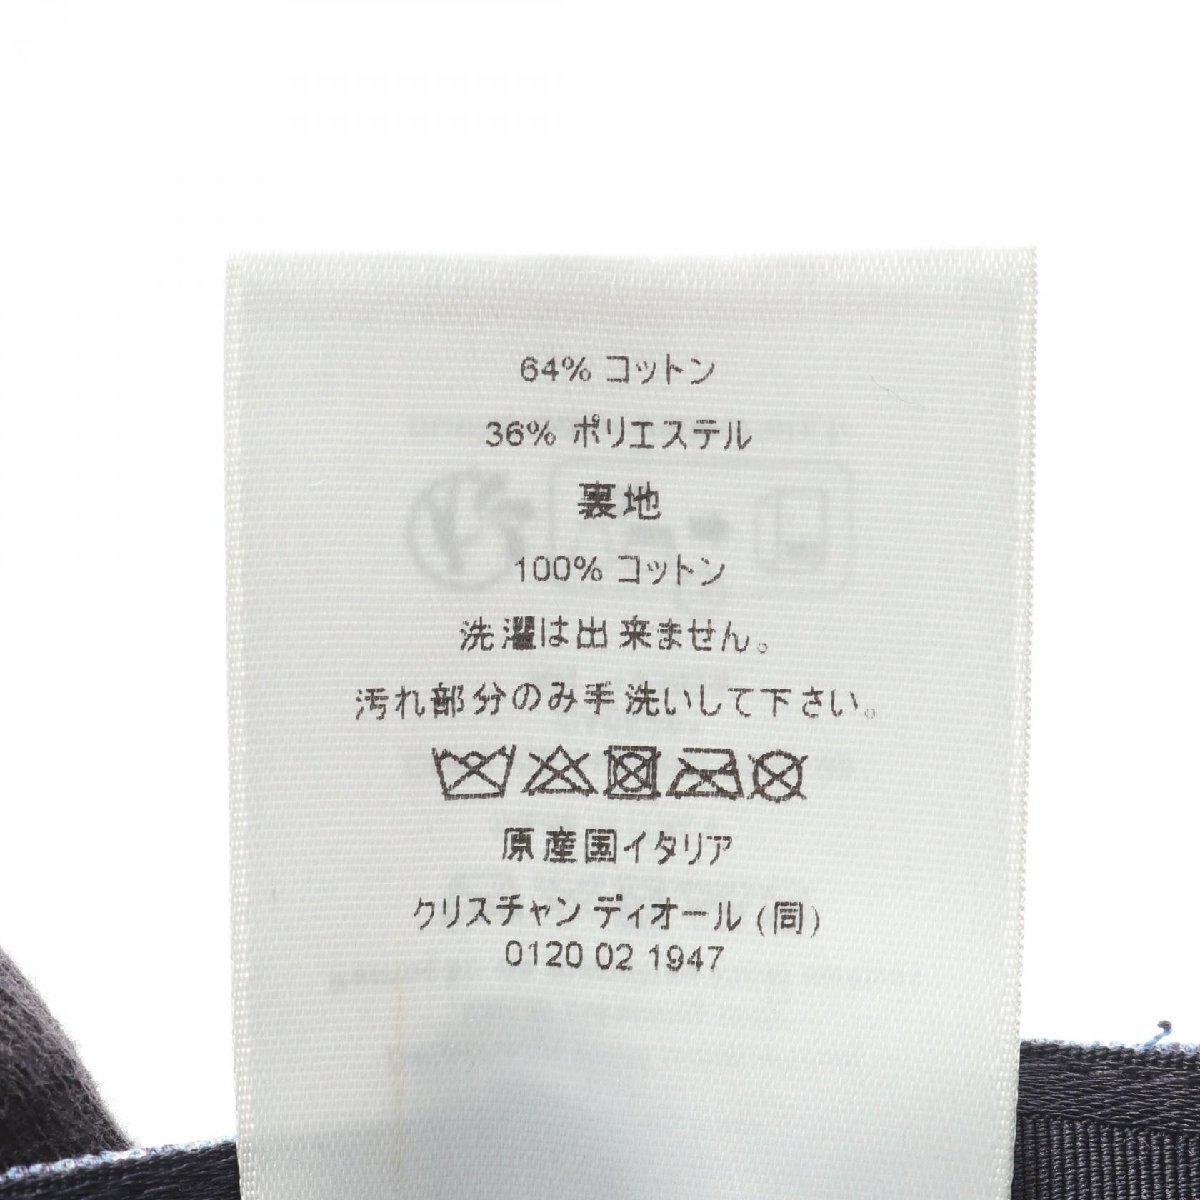 64% コットン
36% ポリエステル
裏地
100% コットン
洗濯は出来ません。
汚れ部分のみ手洗いして下さい。
原産国イタリア
クリスチャン ディオール (同)
0120 02 1947